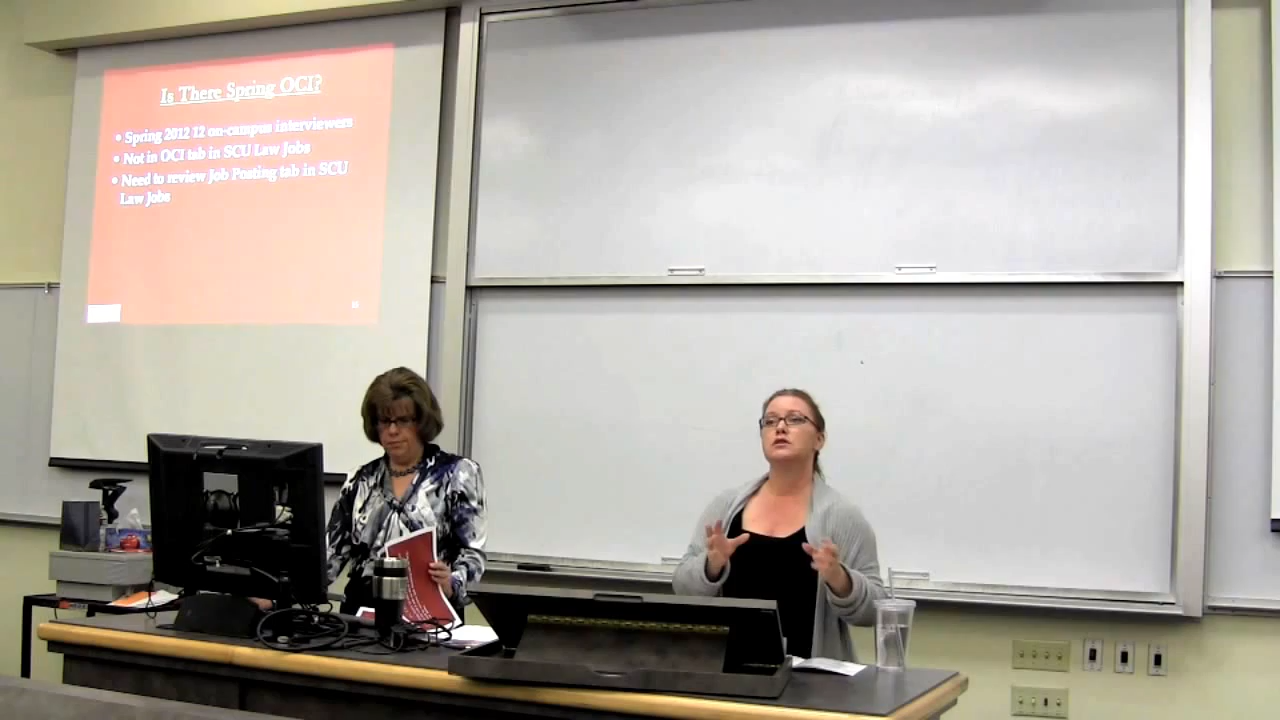 Is There Spring OCI?
• Spring 2012 12 on-campus interviewers
• Not in OCI tab in SCU Law Jobs
• Need to review Job Posting tab in SCU
Law Jobs